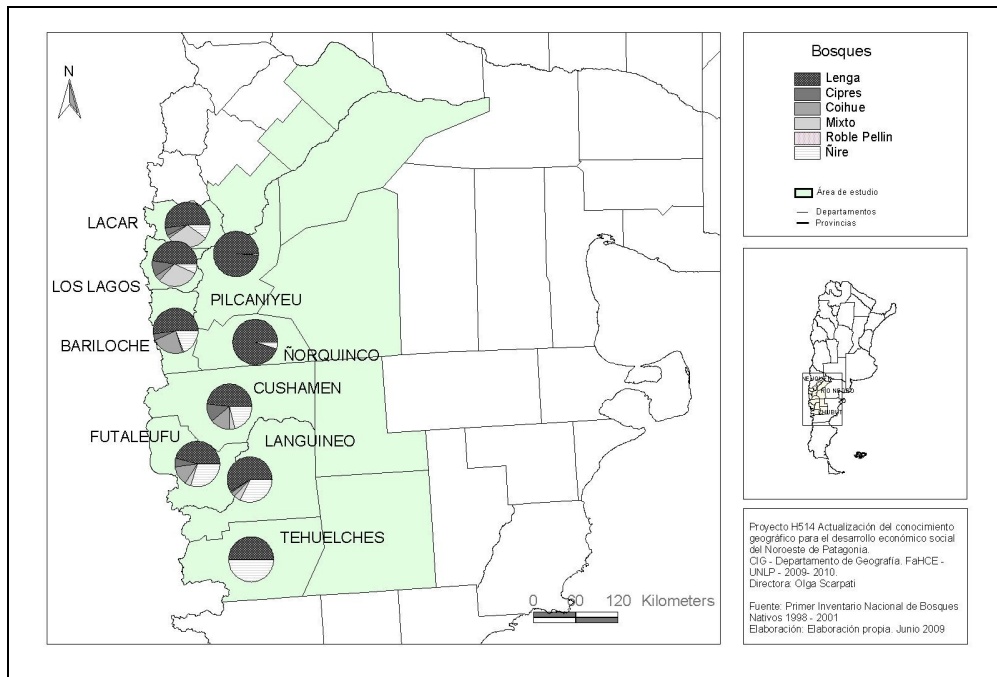 N
LACAR
LOS LAGOS
PILCANIYEU
BARILOCHE
ÑORQUINCO
CUSHAMEN
FUTALEUFU
LANGUINEO
TEHUELCHES
0 60 120 Kilometers
Bosques
Lenga
Cipres
Coihue
Mixto
Roble Pellin
Ñire
Área de estudio
Departamentos
Provincias
RIO NEGRO
Proyecto H514 Actualización del conocimiento
geográfico para el desarrollo económico social
del Noroeste de Patagonia.
CIG - Departamento de Geografía. FaHCE -
UNLP - 2009- 2010.
Directora: Olga Scarpati
Fuente: Primer Inventario Nacional de Bosques
Nativos 1998 - 2001
Elaboración: Elaboración propia. Junio 2009